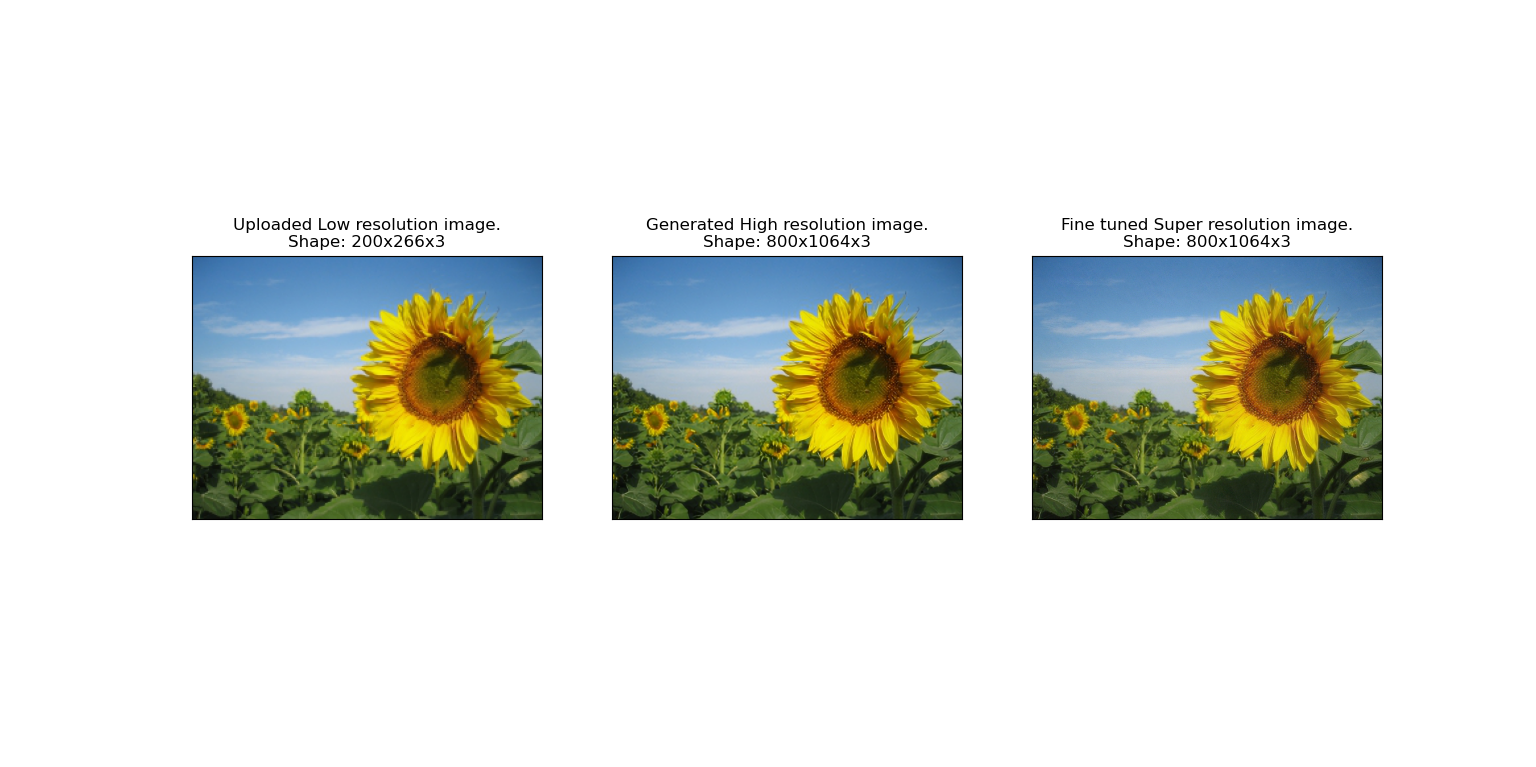 Uploaded Low resolution image.
Shape: 200x266x3
Generated High resolution image.
Shape: 800x1064x3
Fine tuned Super resolution image.
Shape: 800x1064x3